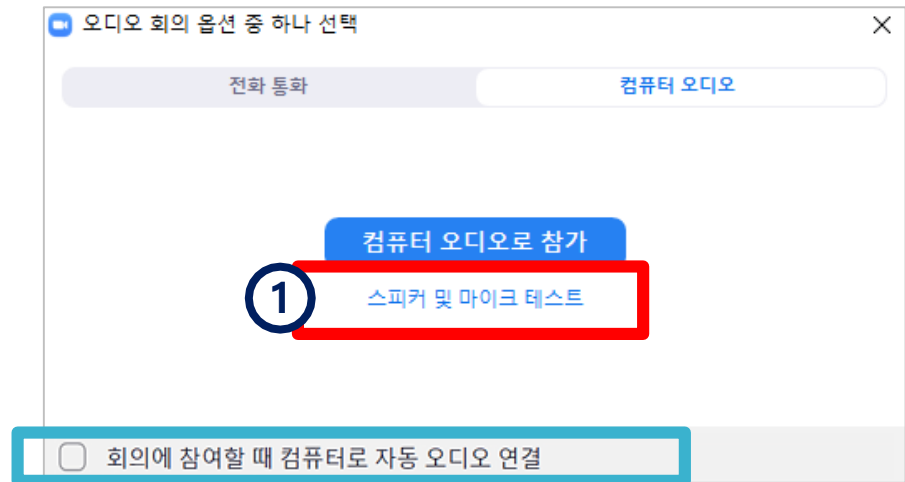 오디오 회의 옵션 중 하나 선택
전화 통화
컴퓨터 오디오
컴퓨터 오디오로 참가
1
스피커 및 마이크 테스트
회의에 참여할 때 컴퓨터로 자동 오디오 연결